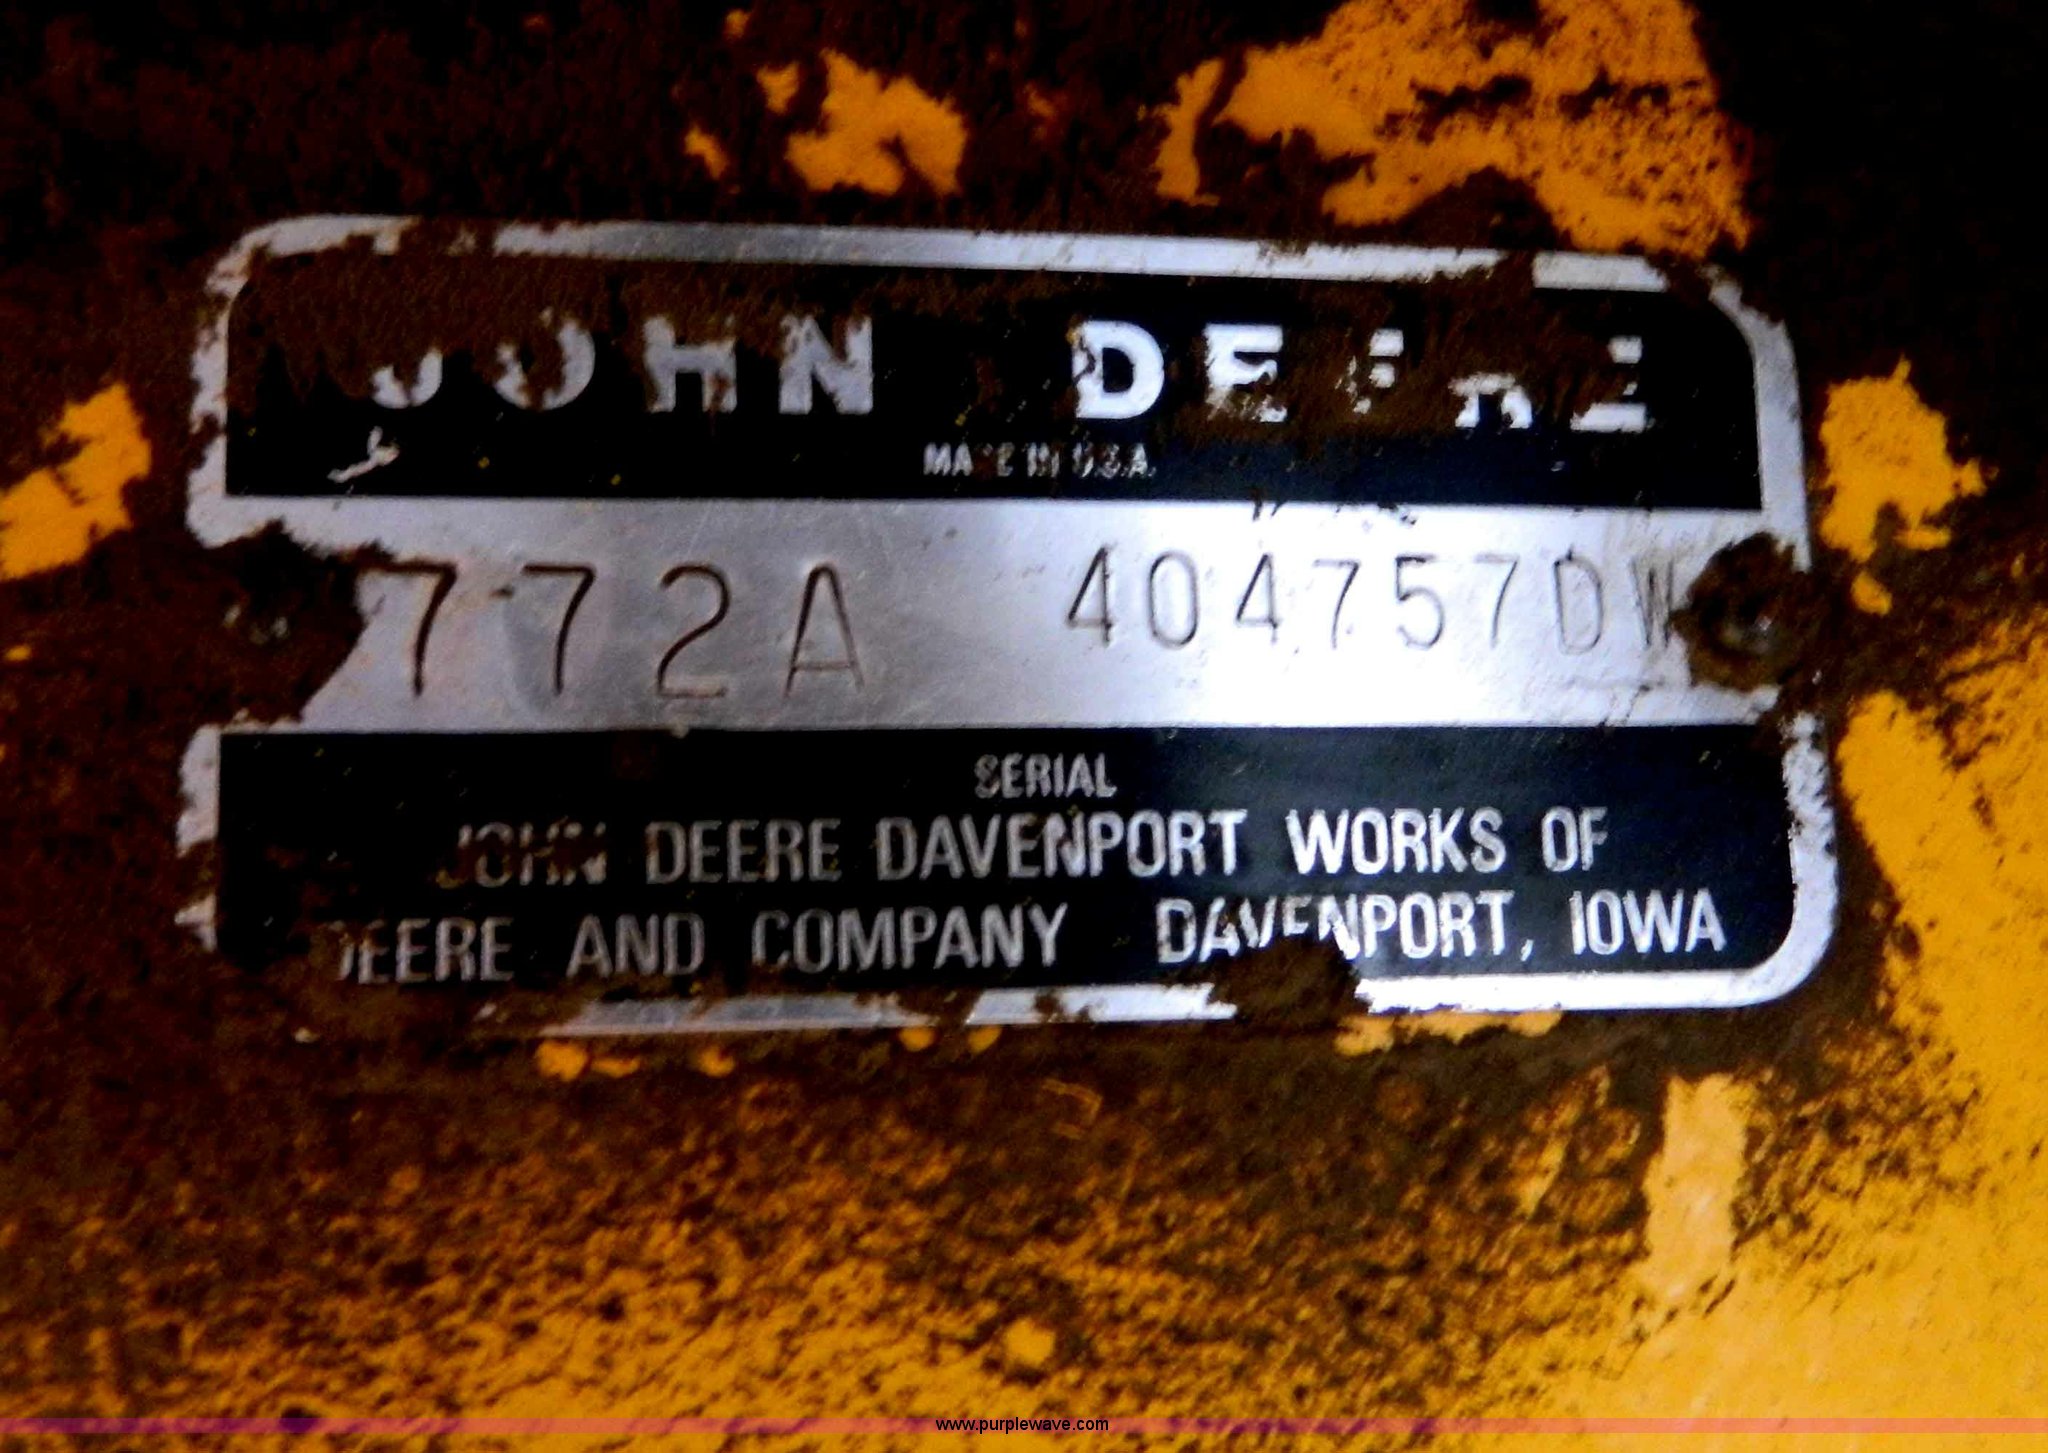 JOHN DEERE
MADE IN U.S.A.
772A 404757DW
SERIAL
JOHN DEERE DAVENPORT WORKS OF
DEERE AND COMPANY DAVENPORT, IOWA
www.purplewave.com